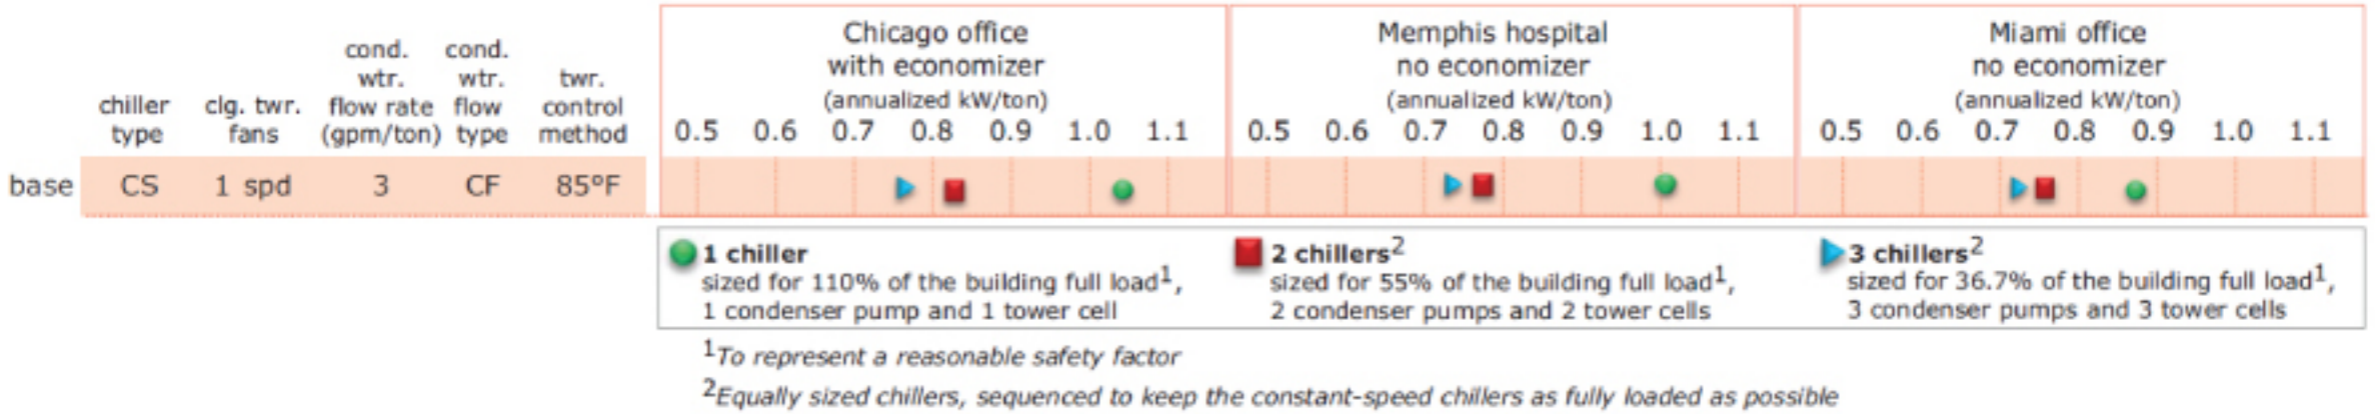 chiller type
clg. twr. fans
cond. wtr. flow rate (gpm/ton)
cond. wtr. flow type
twr. control method
Chicago office
with economizer
(annualized kW/ton)
0.5 0.6 0.7 0.8 0.9 1.0 1.1
Memphis hospital
no economizer
(annualized kW/ton)
0.5 0.6 0.7 0.8 0.9 1.0 1.1
Miami office
no economizer
(annualized kW/ton)
0.5 0.6 0.7 0.8 0.9 1.0 1.1
base CS 1 spd 3 CF 85°F
1 chiller
sized for 110% of the building full load1,
1 condenser pump and 1 tower cell
2 chillers2
sized for 55% of the building full load1,
2 condenser pumps and 2 tower cells
3 chillers2
sized for 36.7% of the building full load1,
3 condenser pumps and 3 tower cells
1To represent a reasonable safety factor
2Equally sized chillers, sequenced to keep the constant-speed chillers as fully loaded as possible